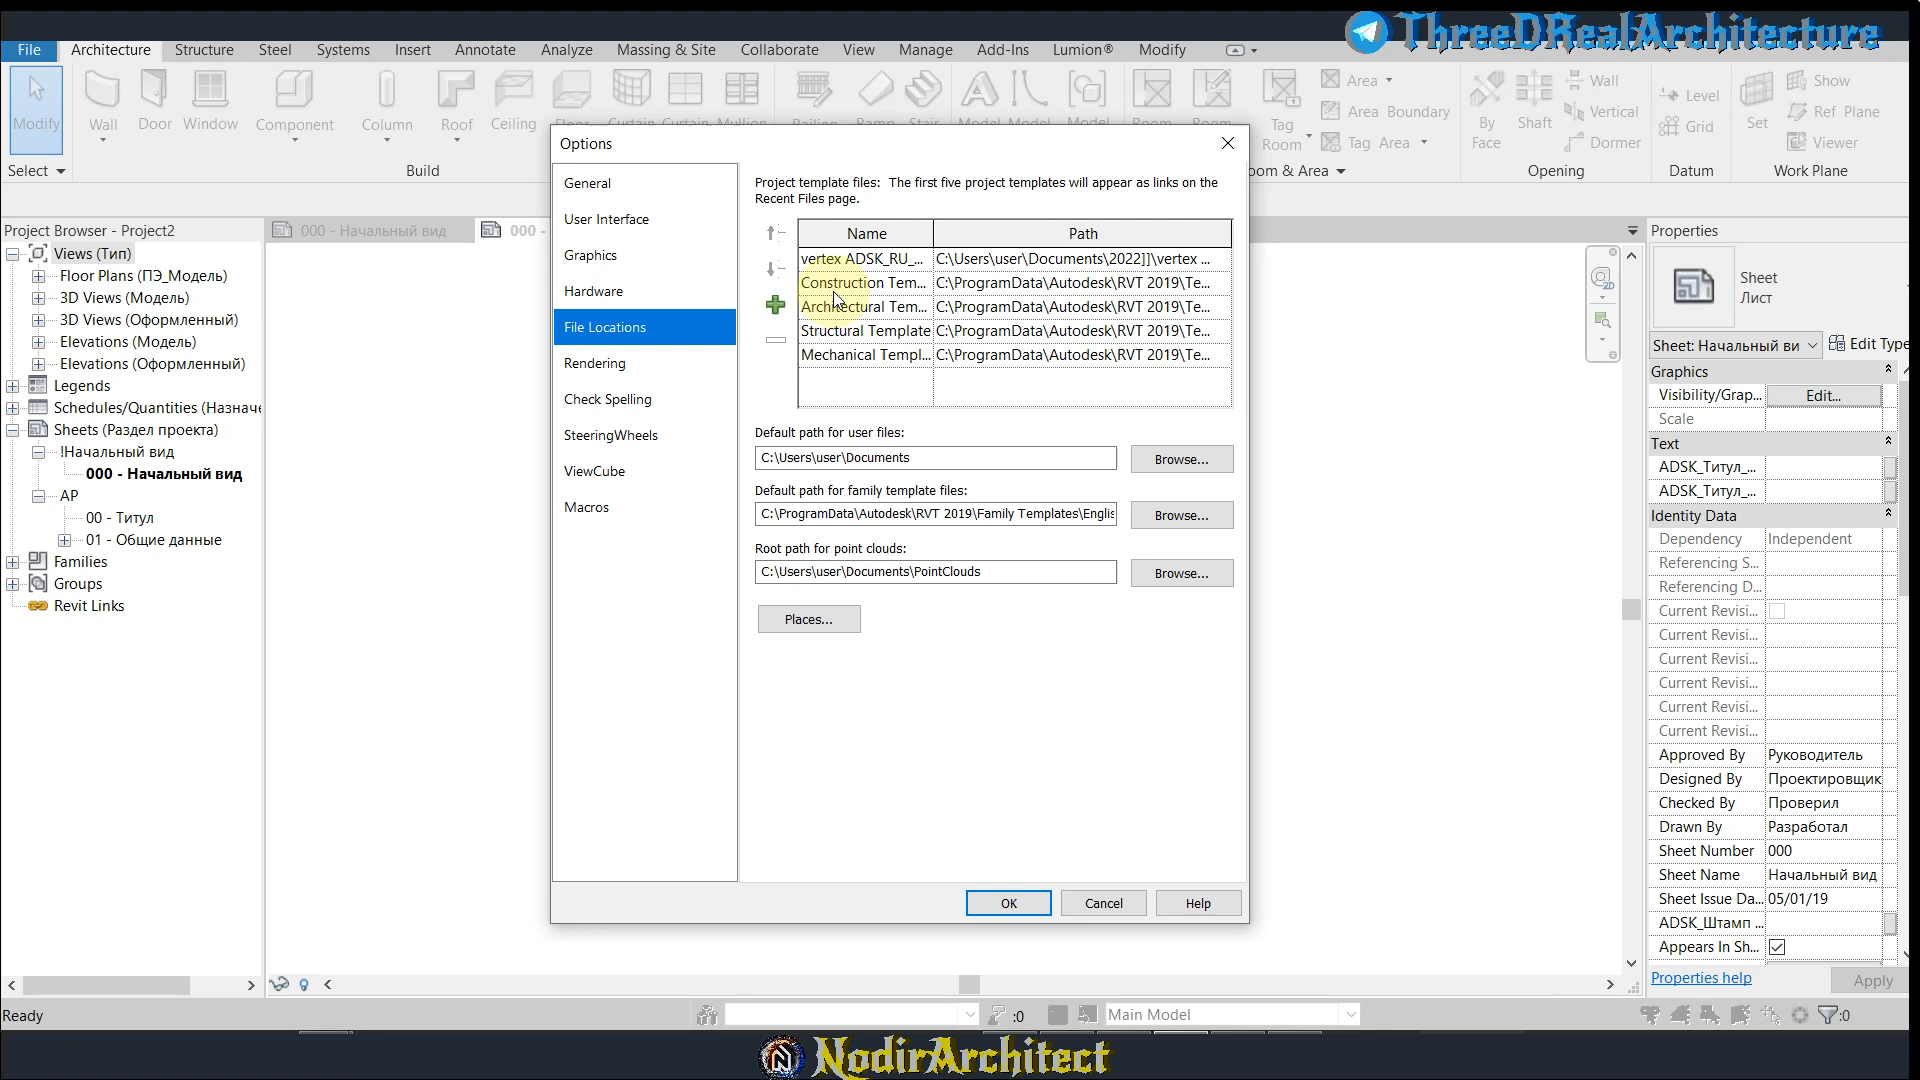 ThreeDRealArchitecture
File Architecture Structure Steel Systems Insert Annotate Analyze Massing & Site Collaborate View Manage Add-Ins Lumion® Modify
Modify
Wall Door Window Component Column Roof Ceiling
Tag
Room
Area
Area Boundary
Tag Area
By
Face
Shaft
Wall
Vertical
Dormer
Level
Grid
Set
Show
Ref Plane
Viewer
Select Build oom & Area Opening Datum Work Plane
Project Browser - Project2
Views (Тип)
Floor Plans (ПЭ_Модель)
3D Views (Модель)
3D Views (Оформленный)
Elevations (Модель)
Elevations (Оформленный)
Legends
Schedules/Quantities (Назначе
Sheets (Раздел проекта)
!Начальный вид
000 - Начальный вид
АР
00 - Титул
01 - Общие данные
Families
Groups
Revit Links
000 - Начальный вид
000 -
Options
General
User Interface
Graphics
Hardware
File Locations
Rendering
Check Spelling
SteeringWheels
ViewCube
Macros
Project template files: The first five project templates will appear as links on the
Recent Files page.
Name Path
vertex ADSK_RU_... C:\Users\user\Documents\2022]]\vertex ...
Construction Tem... C:\ProgramData\Autodesk\RVT 2019\Te...
Architectural Tem... C:\ProgramData\Autodesk\RVT 2019\Te...
Structural Template C:\ProgramData\Autodesk\RVT 2019\Te...
Mechanical Templ... C:\ProgramData\Autodesk\RVT 2019\Te...
Default path for user files:
C:\Users\user\Documents Browse...
Default path for family template files:
C:\ProgramData\Autodesk\RVT 2019\Family Templates\Englis Browse...
Root path for point clouds:
C:\Users\user\Documents\PointClouds Browse...
Places...
OK Cancel Help
2D
Properties
Sheet
Лист
Sheet: Начальный ви Edit Type
Graphics
Visibility/Grap... Edit...
Scale
Text
ADSK_Титул_...
ADSK_Титул_...
Identity Data
Dependency Independent
Referencing S...
Referencing D...
Current Revisi...
Current Revisi...
Current Revisi...
Current Revisi...
Current Revisi...
Current Revisi...
Approved By Руководитель
Designed By Проектировщик
Checked By Проверил
Drawn By Разработал
Sheet Number 000
Sheet Name Начальный вид
Sheet Issue Da... 05/01/19
ADSK_Штамп ...
Appears In Sh...
Properties help Apply
Ready :0 Main Model :0
NodirArchitect